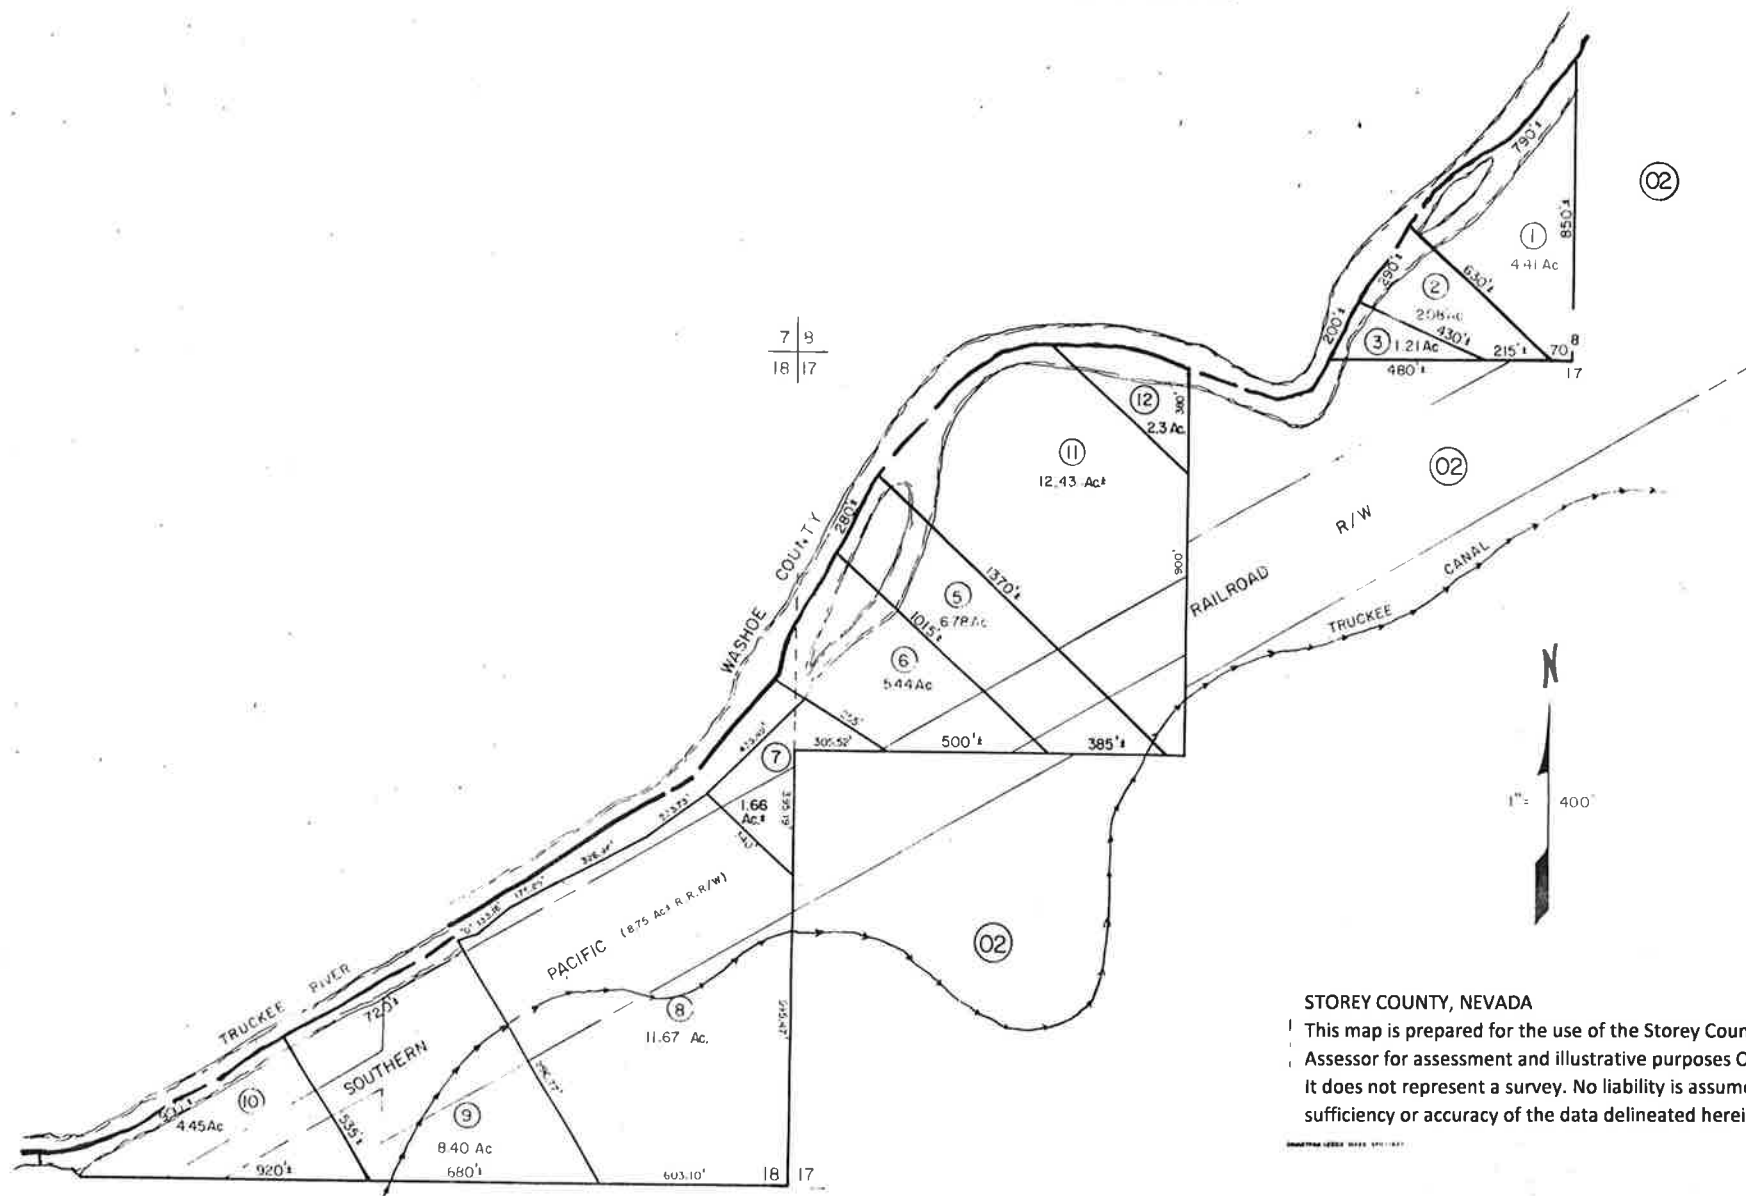 790'±
02
850'±
1
4.41 Ac
630'±
290'±
2
2.08 Ac
200'±
430'±
3
1.21 Ac
215'±
70
8
17
480'±
7 8
18 17
12
380'
2.3 Ac.
11
12.43 Ac.±
02
280'±
WASHOE COUNTY
R/W
1370'±
900'
CANAL
5
6.78 Ac
1015'±
RAILROAD
TRUCKEE
6
5.44 Ac
N
305.52'
500'±
385'±
7
1"= 400'
1.66
Ac.±
395.19'
PACIFIC (8.75 Ac± R.R. R/W)
02
TRUCKEE RIVER
720'±
8
11.67 Ac.
SOUTHERN
10
4.45 Ac
535'±
9
8.40 Ac
920'±
680'±
603.10'
18 17
STOREY COUNTY, NEVADA
This map is prepared for the use of the Storey Coun
Assessor for assessment and illustrative purposes O
It does not represent a survey. No liability is assume
sufficiency or accuracy of the data delineated herei